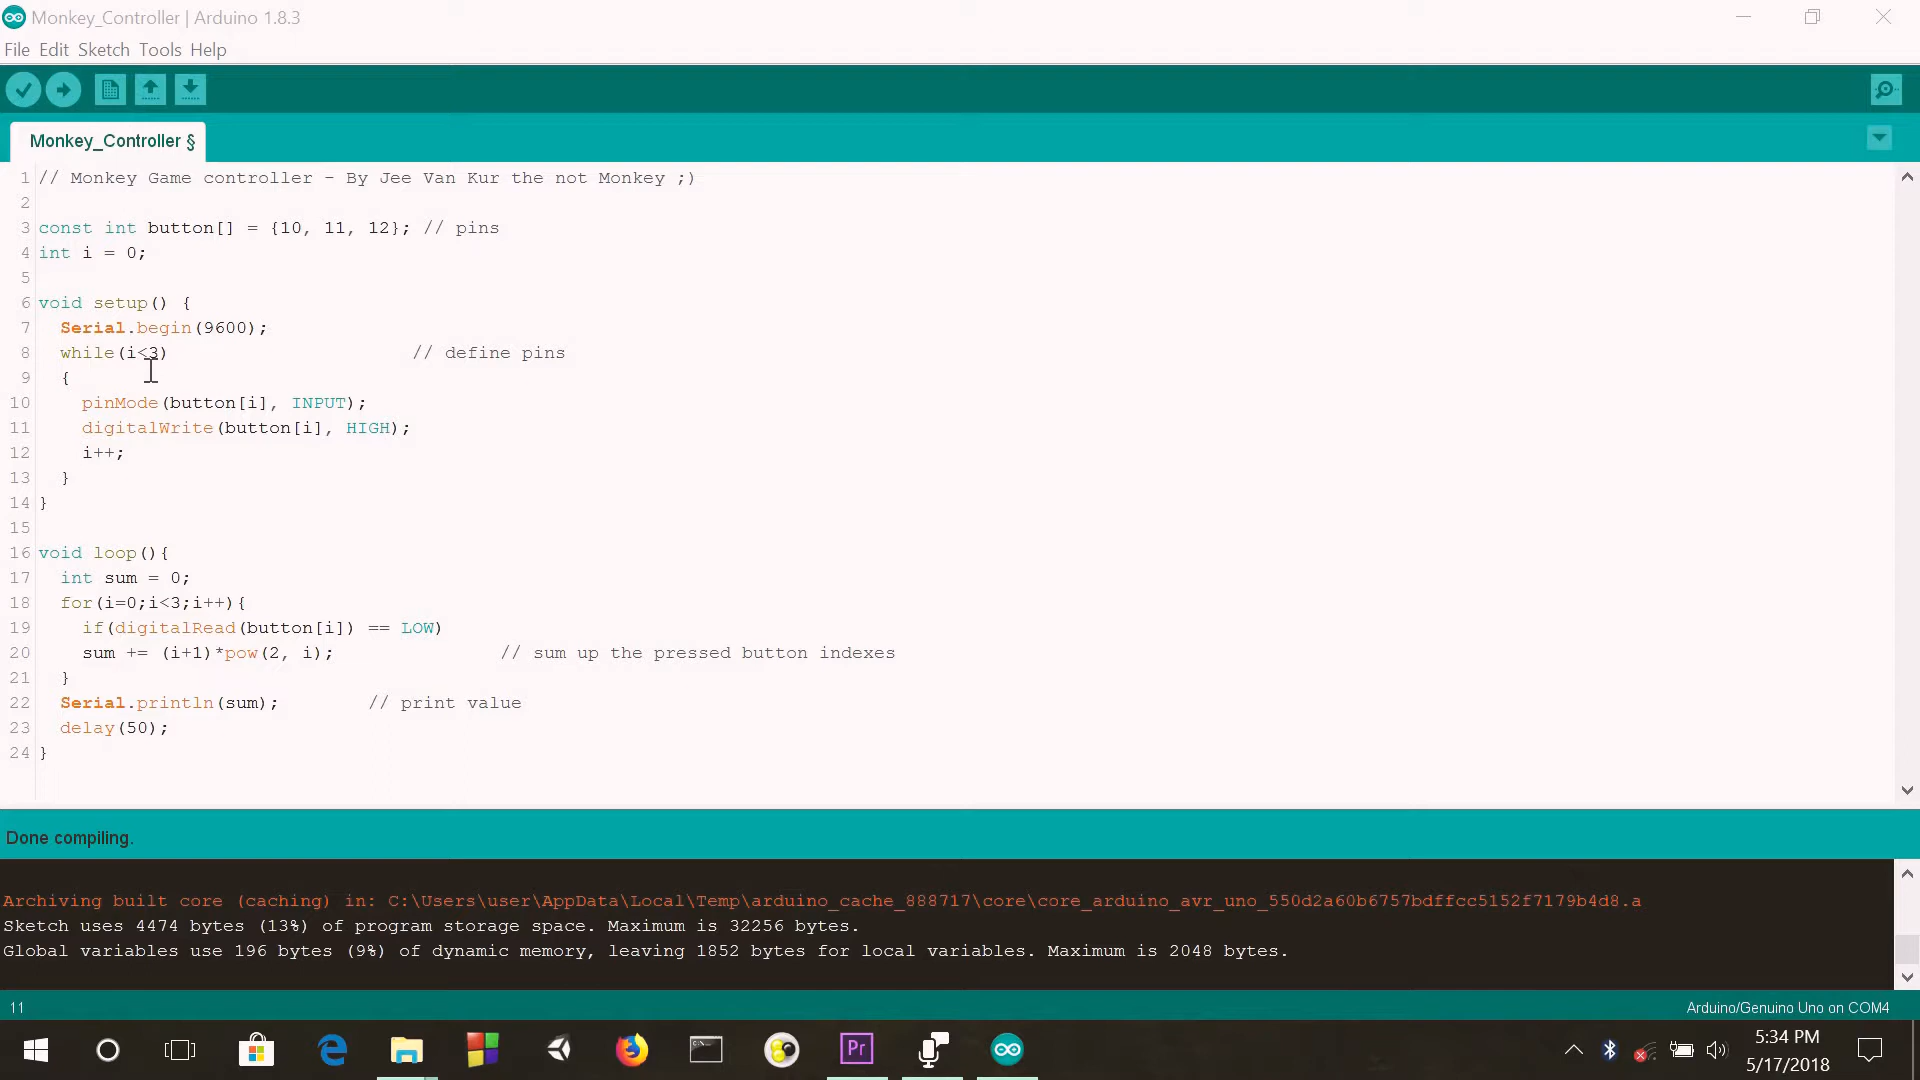 Monkey_Controller | Arduino 1.8.3
File Edit Sketch Tools Help
Monkey_Controller §
1 // Monkey Game controller - By Jee Van Kur the not Monkey ;)
2
3 const int button[] = {10, 11, 12}; // pins
4 int i = 0;
5
6 void setup() {
7 Serial.begin(9600);
8 while(i<3) // define pins
9 {
10 pinMode(button[i], INPUT);
11 digitalWrite(button[i], HIGH);
12 i++;
13 }
14 }
15
16 void loop(){
17 int sum = 0;
18 for(i=0;i<3;i++){
19 if(digitalRead(button[i]) == LOW)
20 sum += (i+1)*pow(2, i); // sum up the pressed button indexes
21 }
22 Serial.println(sum); // print value
23 delay(50);
24 }
Done compiling.
Archiving built core (caching) in: C:\Users\user\AppData\Local\Temp\arduino_cache_888717\core\core_arduino_avr_uno_550d2a60b6757bdffcc5152f7179b4d8.a
Sketch uses 4474 bytes (13%) of program storage space. Maximum is 32256 bytes.
Global variables use 196 bytes (9%) of dynamic memory, leaving 1852 bytes for local variables. Maximum is 2048 bytes.
11 Arduino/Genuino Uno on COM4
Pr
5:34 PM
5/17/2018